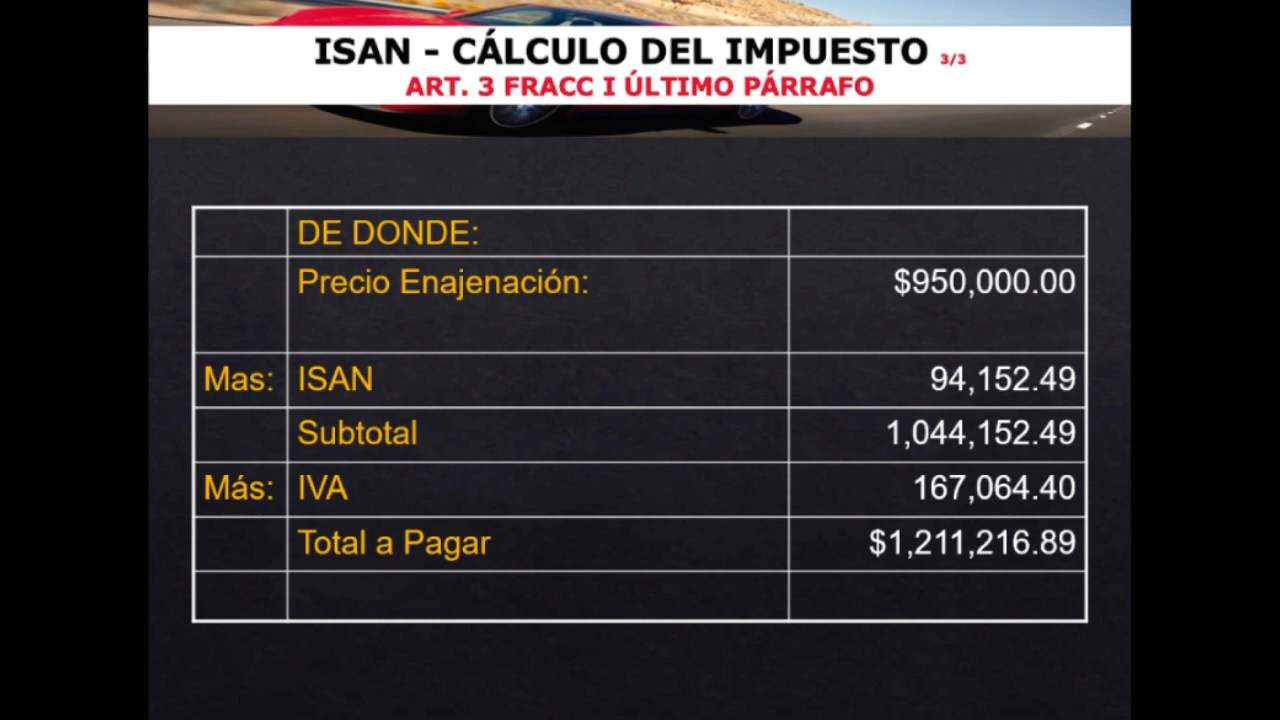 ISAN - CÁLCULO DEL IMPUESTO 3/3
ART. 3 FRACC I ÚLTIMO PÁRRAFO
DE DONDE:
Precio Enajenación: $950,000.00
Mas: ISAN 94,152.49
Subtotal 1,044,152.49
Más: IVA 167,064.40
Total a Pagar $1,211,216.89